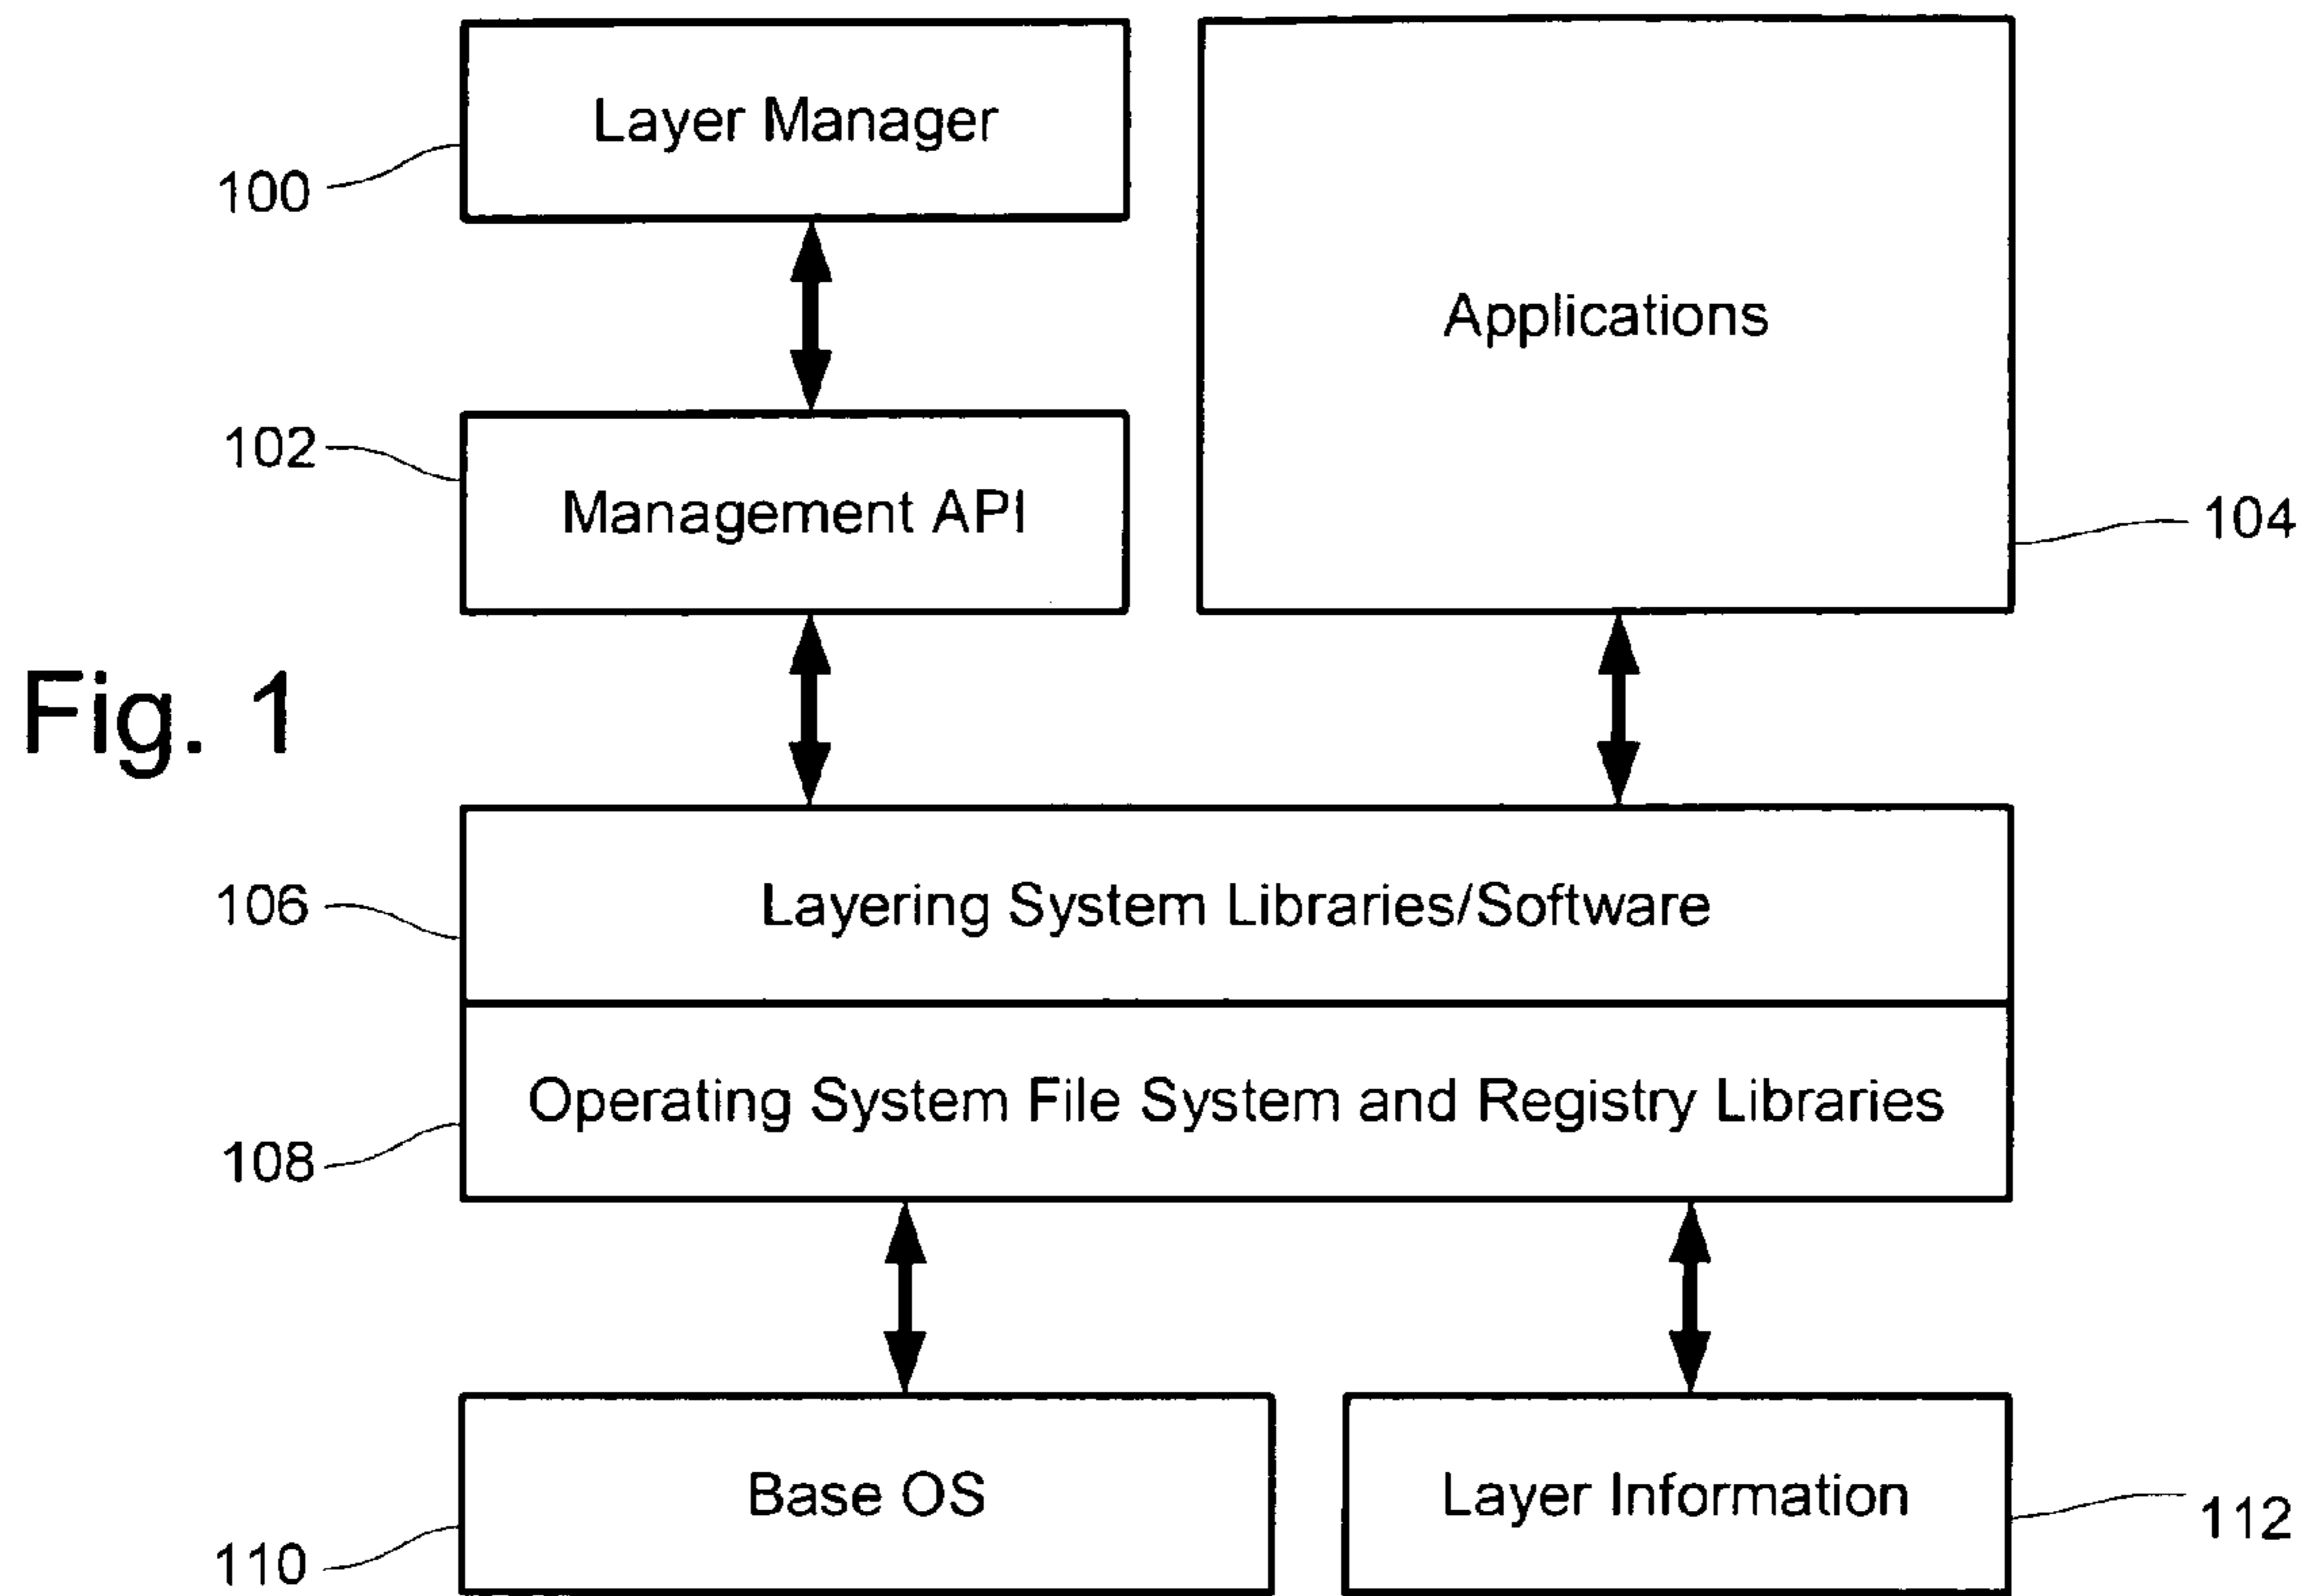 Layer Manager
100
Applications
102
Management API
104
Fig. 1
106
Layering System Libraries/Software
Operating System File System and Registry Libraries
108
Base OS
Layer Information
110
112